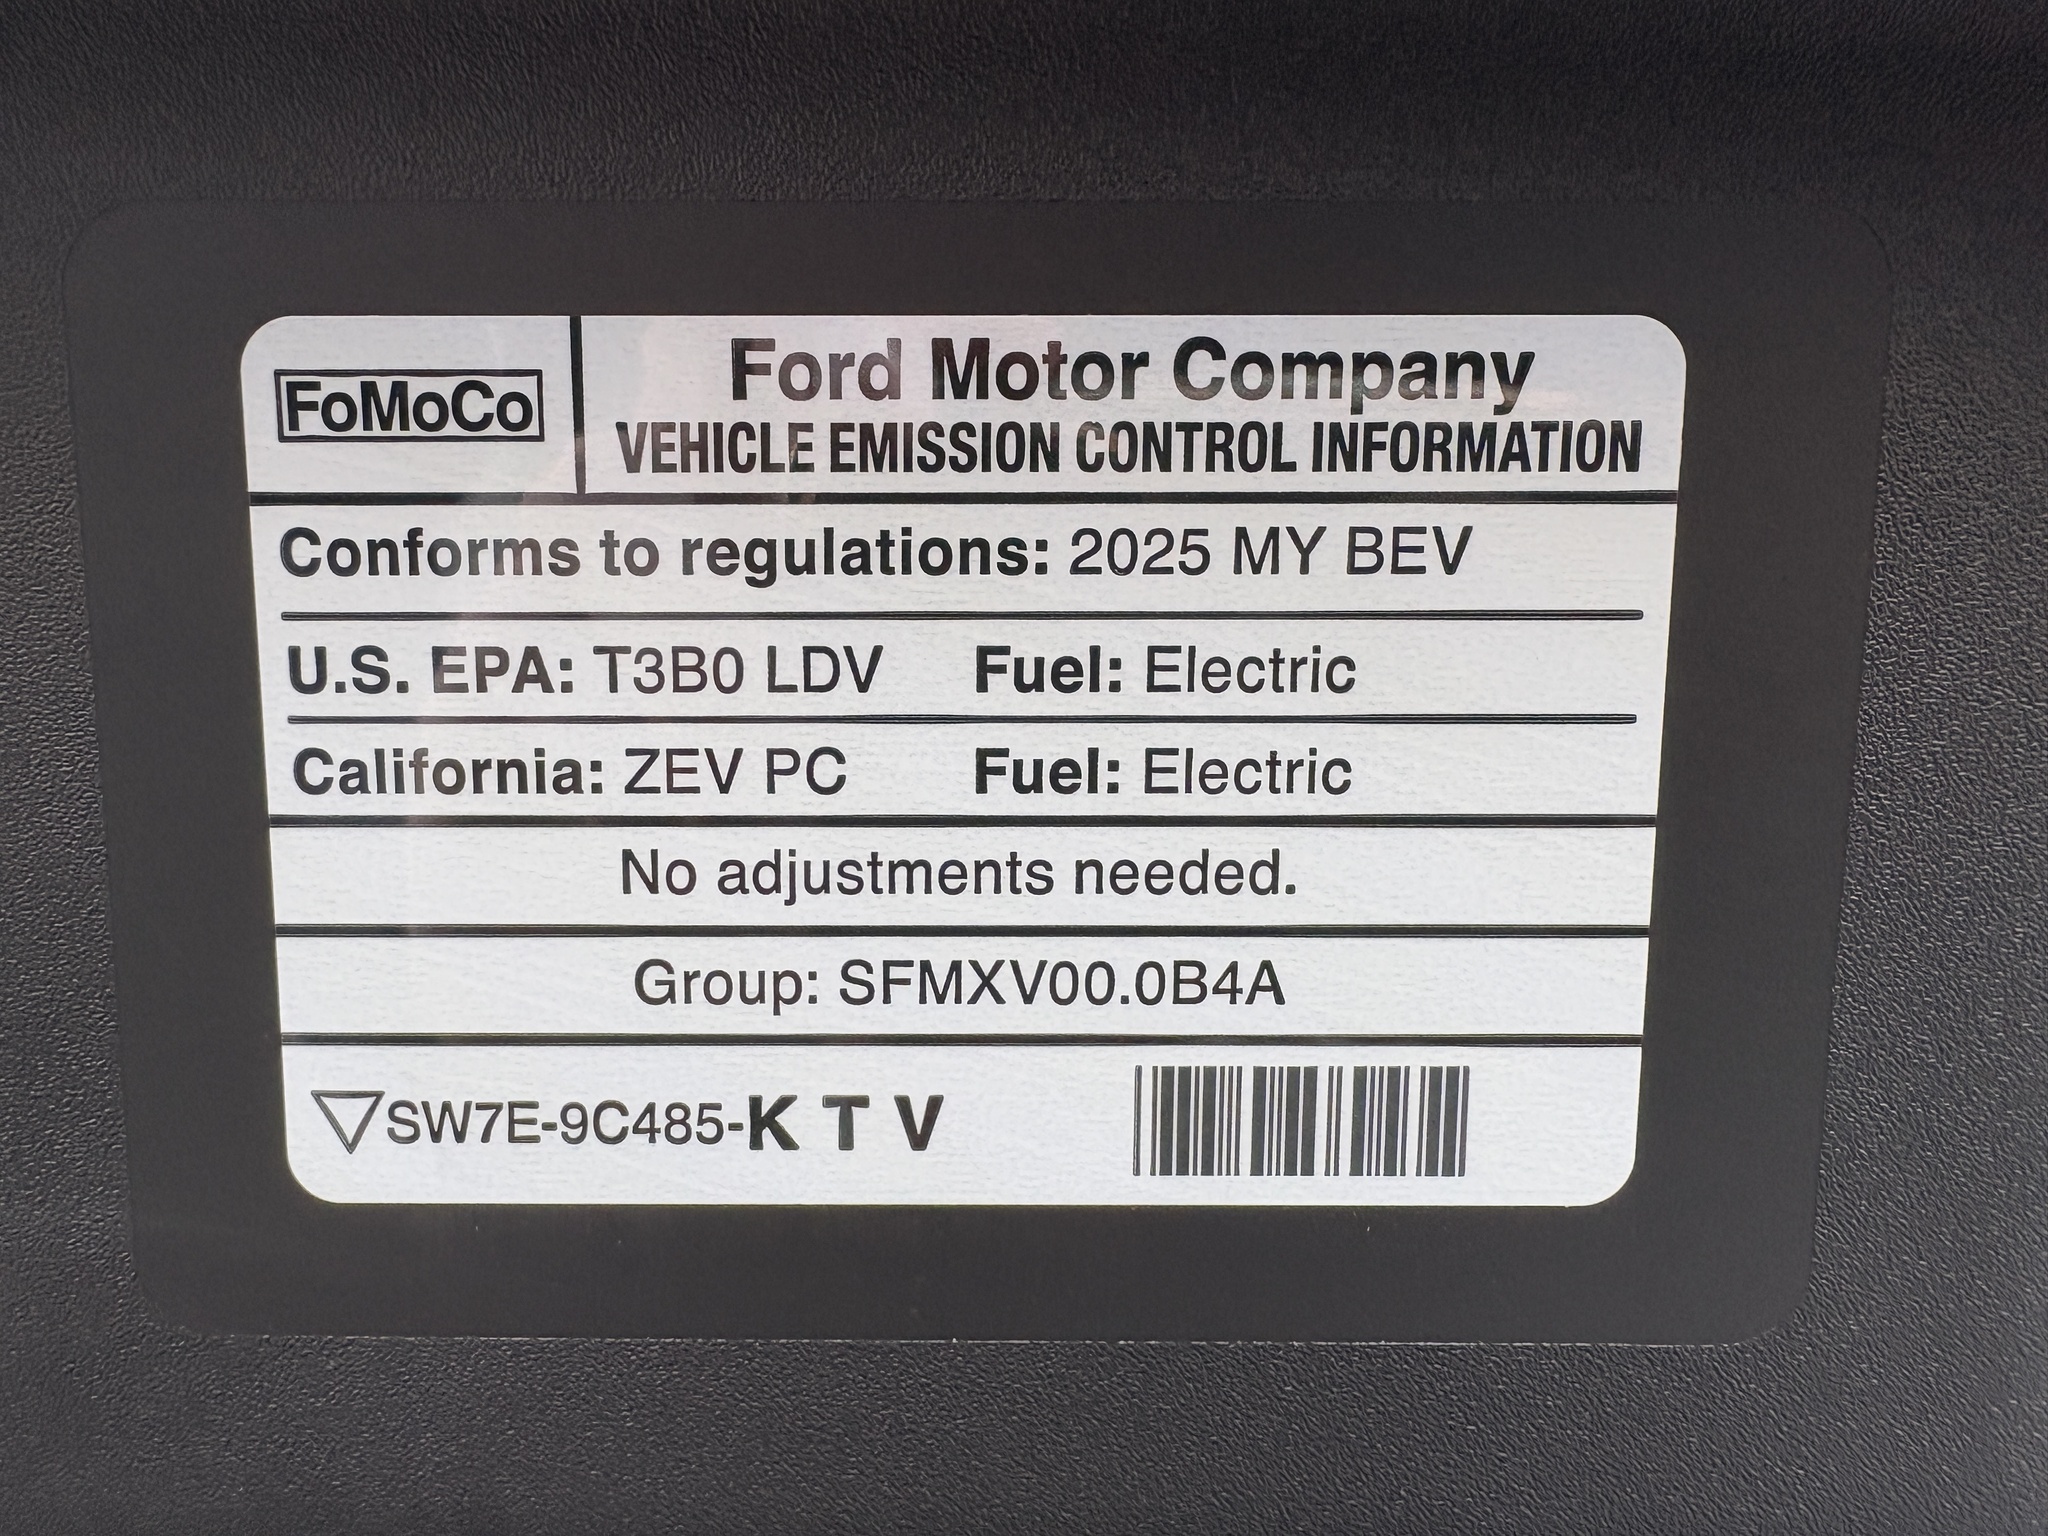 FoMoCo
Ford Motor Company
VEHICLE EMISSION CONTROL INFORMATION
Conforms to regulations: 2025 MY BEV
U.S. EPA: T3B0 LDV Fuel: Electric
California: ZEV PC Fuel: Electric
No adjustments needed.
Group: SFMXV00.0B4A
SW7E-9C485-K T V